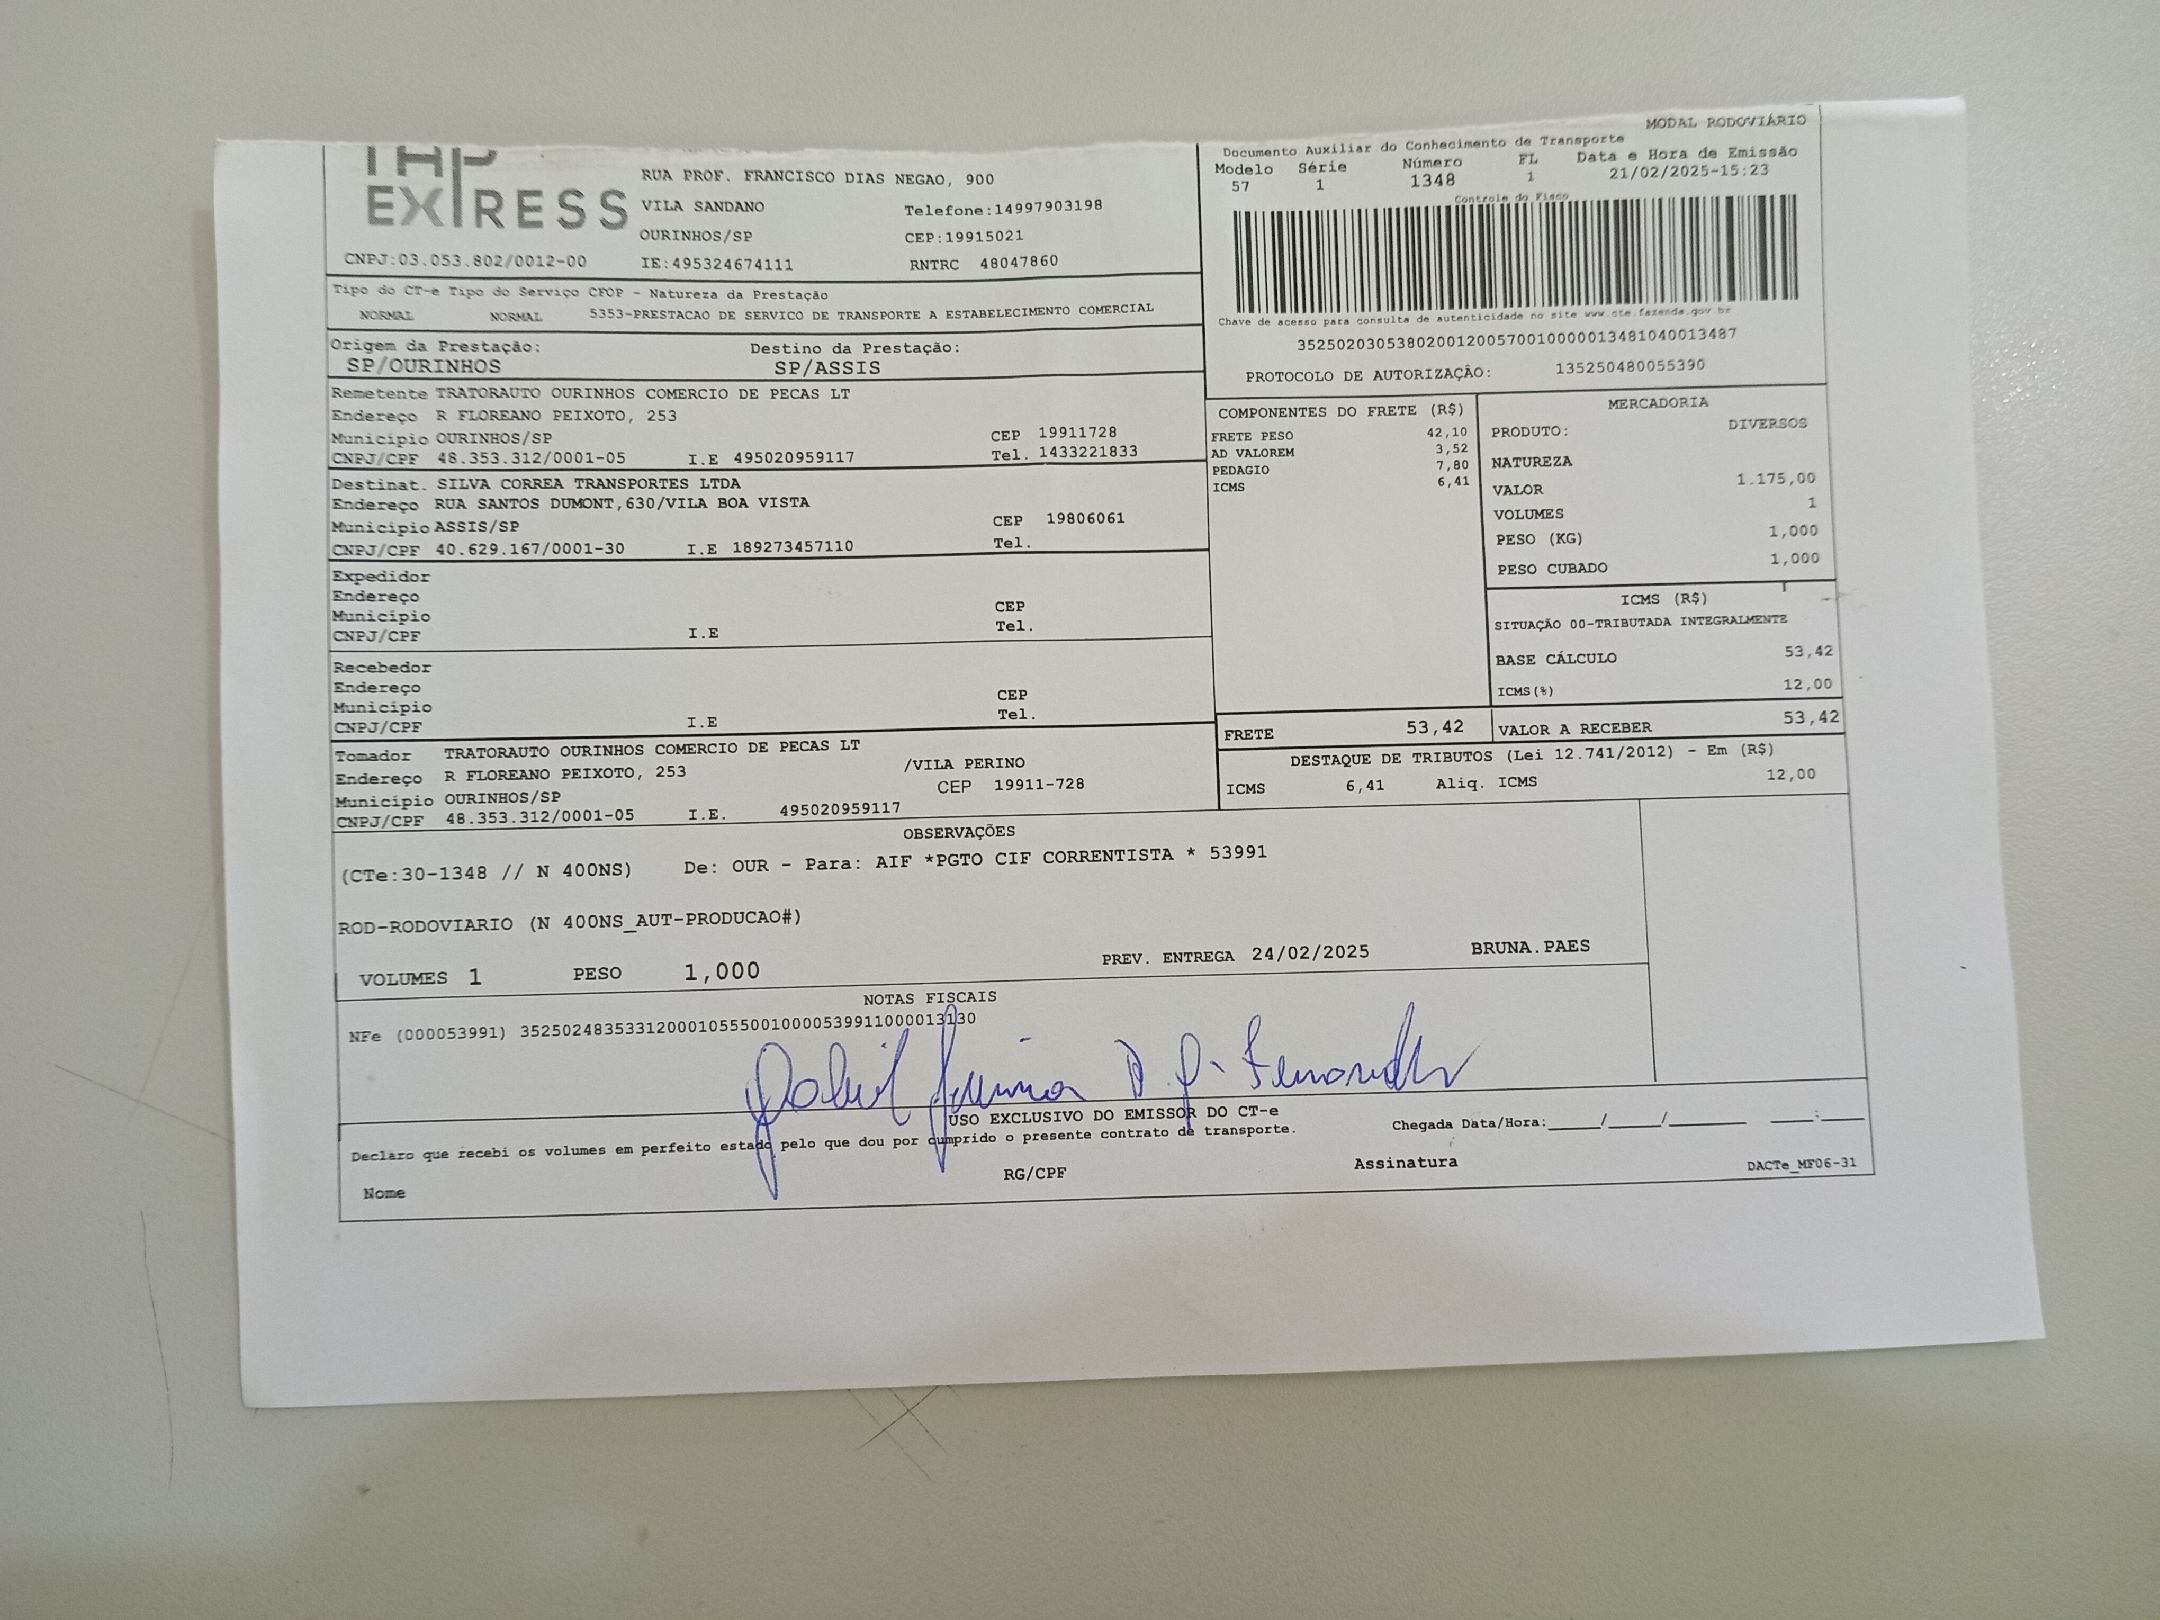 EXPRESS
RUA PROF. FRANCISCO DIAS NEGAO, 900
VILA SANDANO Telefone:14997903198
OURINHOS/SP CEP:19915021
CNPJ:03.053.802/0012-00 IE:495324674111 RNTRC 48047860
MODAL RODOVIÁRIO
Documento Auxiliar do Conhecimento de Transporte
Modelo Série Número FL Data e Hora de Emissão
57 1 1348 1 21/02/2025-15:23
Controle do Fisco
Chave de acesso para consulta de autenticidade no site www.cte.fazenda.gov.br
35250203053802001200570010000013481040013487
PROTOCOLO DE AUTORIZAÇÃO: 135250480055390
Tipo do CT-e Tipo do Serviço CFOP - Natureza da Prestação
NORMAL NORMAL 5353-PRESTACAO DE SERVICO DE TRANSPORTE A ESTABELECIMENTO COMERCIAL
Origem da Prestação: Destino da Prestação:
SP/OURINHOS SP/ASSIS
Remetente TRATORAUTO OURINHOS COMERCIO DE PECAS LT
Endereço R FLOREANO PEIXOTO, 253
Município OURINHOS/SP CEP 19911728
CNPJ/CPF 48.353.312/0001-05 I.E 495020959117 Tel. 1433221833
Destinat. SILVA CORREA TRANSPORTES LTDA
Endereço RUA SANTOS DUMONT,630/VILA BOA VISTA
Município ASSIS/SP CEP 19806061
CNPJ/CPF 40.629.167/0001-30 I.E 189273457110 Tel.
Expedidor
Endereço
Município CEP
CNPJ/CPF I.E Tel.
Recebedor
Endereço
Município CEP
CNPJ/CPF I.E Tel.
Tomador TRATORAUTO OURINHOS COMERCIO DE PECAS LT
Endereço R FLOREANO PEIXOTO, 253 /VILA PERINO
Município OURINHOS/SP CEP 19911-728
CNPJ/CPF 48.353.312/0001-05 I.E. 495020959117
COMPONENTES DO FRETE (R$)
FRETE PESO 42,10
AD VALOREM 3,52
PEDAGIO 7,80
ICMS 6,41
MERCADORIA
PRODUTO: DIVERSOS
NATUREZA
VALOR 1.175,00
VOLUMES 1
PESO (KG) 1,000
PESO CUBADO 1,000
ICMS (R$)
SITUAÇÃO 00-TRIBUTADA INTEGRALMENTE
BASE CÁLCULO 53,42
ICMS(%) 12,00
FRETE 53,42 VALOR A RECEBER 53,42
DESTAQUE DE TRIBUTOS (Lei 12.741/2012) - Em (R$)
ICMS 6,41 Aliq. ICMS 12,00
OBSERVAÇÕES
(CTe:30-1348 // N 400NS) De: OUR - Para: AIF *PGTO CIF CORRENTISTA * 53991
ROD-RODOVIARIO (N 400NS_AUT-PRODUCAO#)
VOLUMES 1 PESO 1,000 PREV. ENTREGA 24/02/2025 BRUNA.PAES
NOTAS FISCAIS
NFe (000053991) 35250248353312000105550010000539911000013130
USO EXCLUSIVO DO EMISSOR DO CT-e
Declaro que recebi os volumes em perfeito estado pelo que dou por cumprido o presente contrato de transporte. Chegada Data/Hora:_____/_____/_______ ____:____
Nome RG/CPF Assinatura DACTe_MF06-31